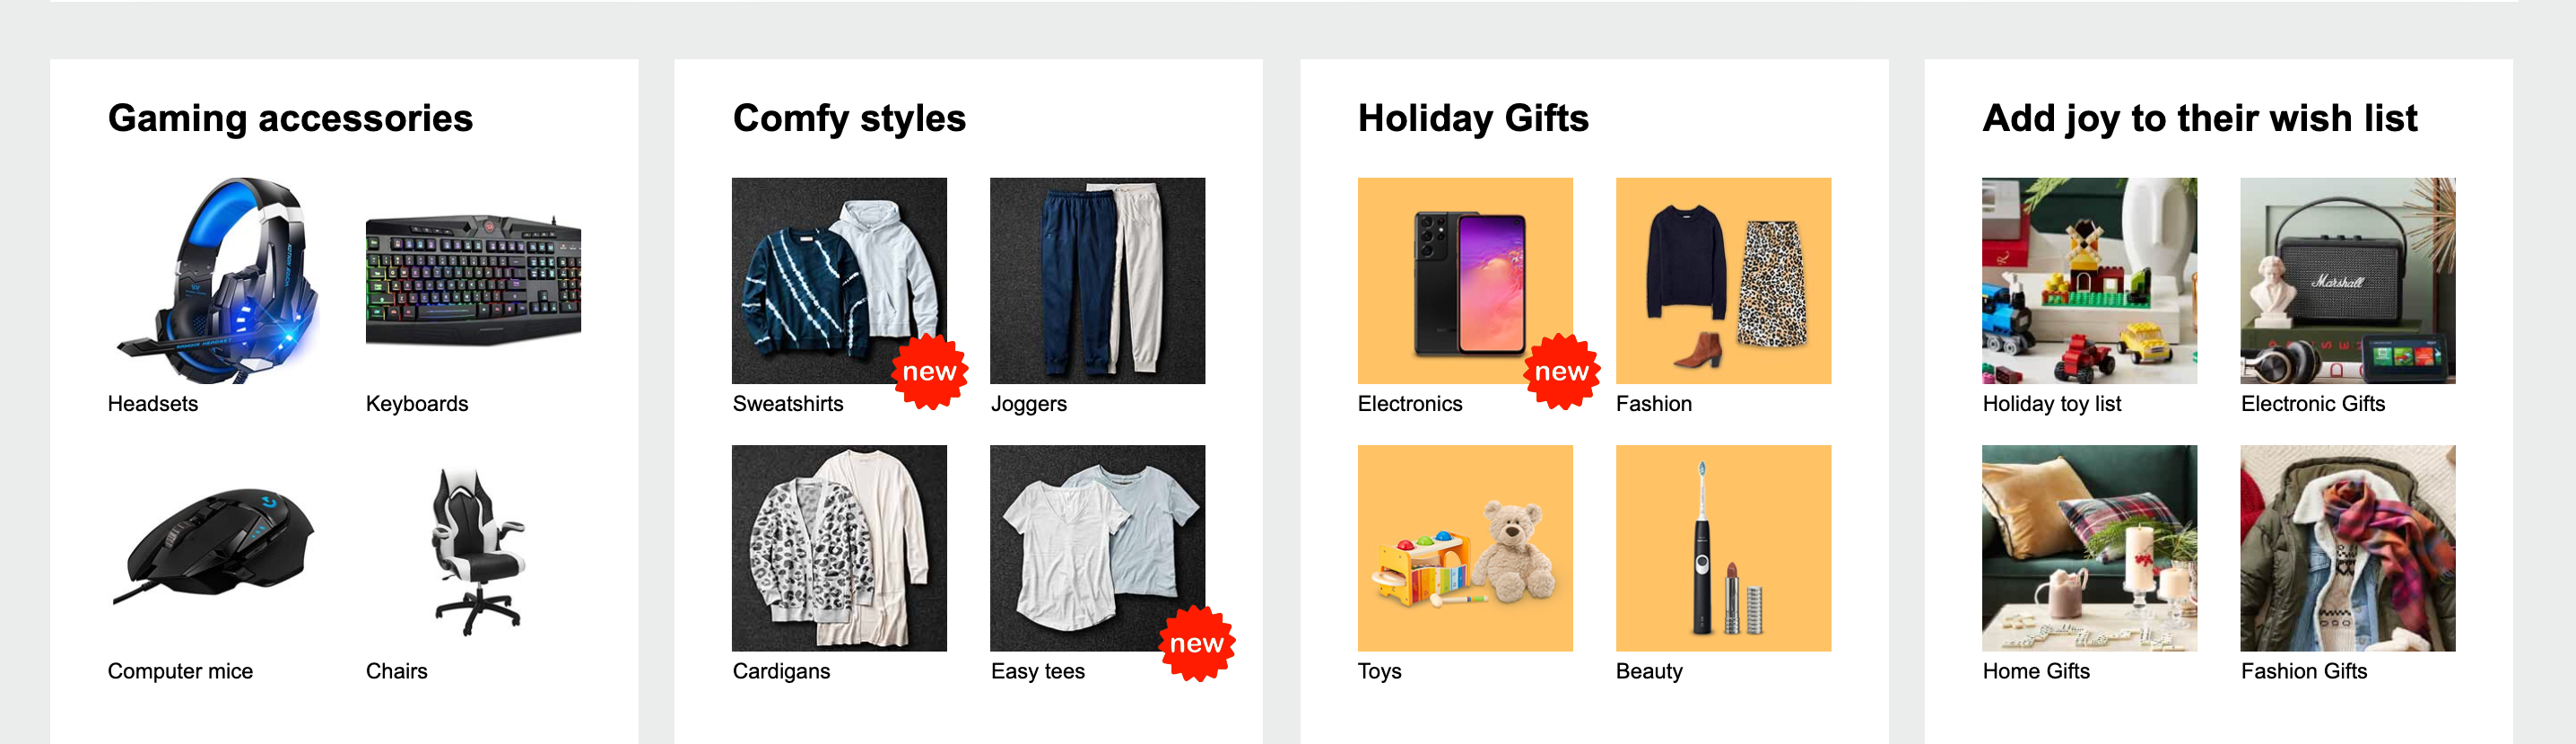 Gaming accessories
Headsets
Keyboards
Computer mice
Chairs
Comfy styles
new
Sweatshirts
Joggers
new
Cardigans
Easy tees
Holiday Gifts
new
Electronics
Fashion
Toys
Beauty
Add joy to their wish list
Marshall
Holiday toy list
Electronic Gifts
Home Gifts
Fashion Gifts